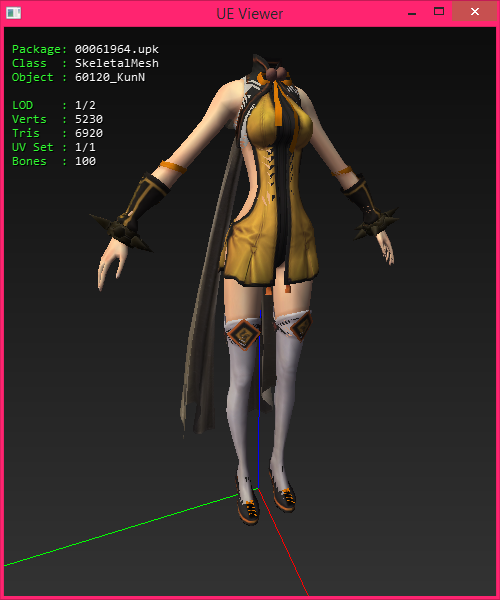 UE Viewer
Package: 00061964.upk
Class  : SkeletalMesh
Object : 60120_KunN
LOD    : 1/2
Verts  : 5230
Tris   : 6920
UV Set : 1/1
Bones  : 100